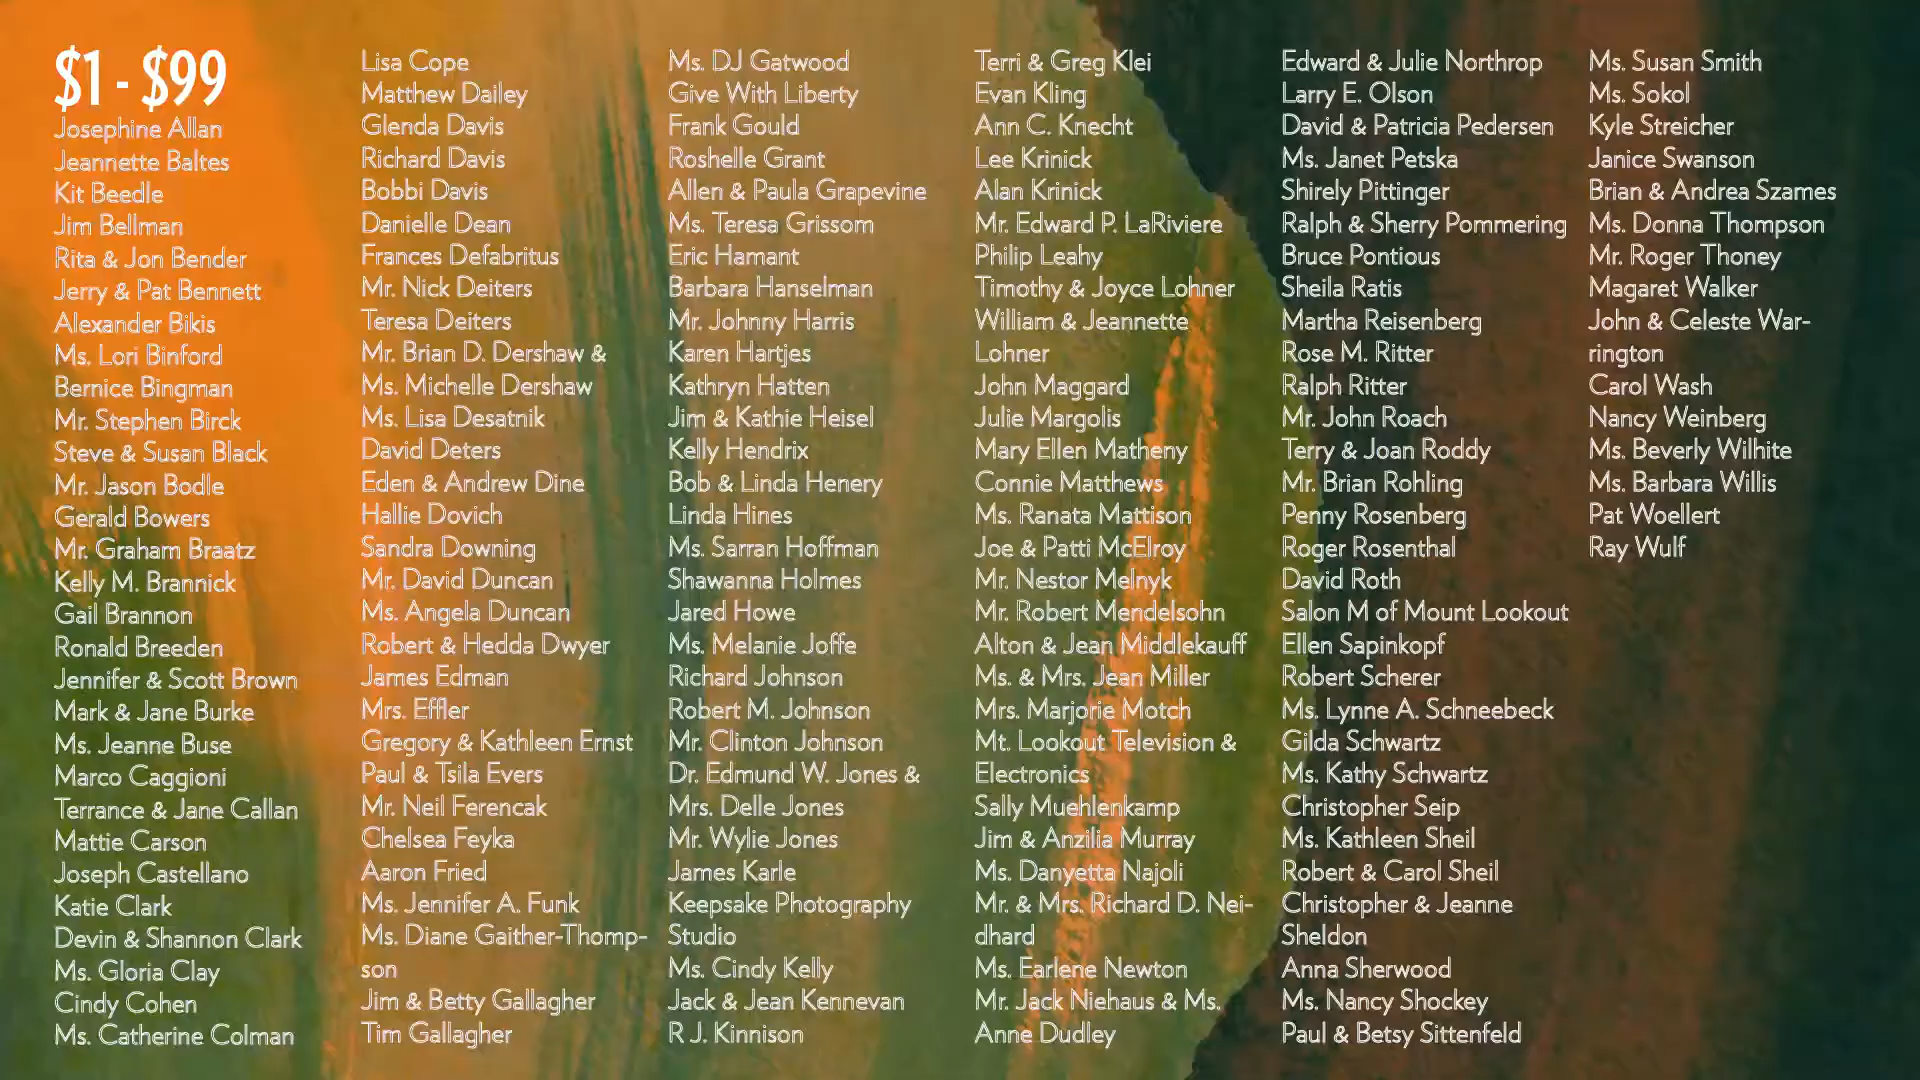 $1 - $99
Josephine Allan
Jeannette Baltes
Kit Beedle
Jim Bellman
Rita & Jon Bender
Jerry & Pat Bennett
Alexander Bikis
Ms. Lori Binford
Bernice Bingman
Mr. Stephen Birck
Steve & Susan Black
Mr. Jason Bodle
Gerald Bowers
Mr. Graham Braatz
Kelly M. Brannick
Gail Brannon
Ronald Breeden
Jennifer & Scott Brown
Mark & Jane Burke
Ms. Jeanne Buse
Marco Caggioni
Terrance & Jane Callan
Mattie Carson
Joseph Castellano
Katie Clark
Devin & Shannon Clark
Ms. Gloria Clay
Cindy Cohen
Ms. Catherine Colman
Lisa Cope
Matthew Dailey
Glenda Davis
Richard Davis
Bobbi Davis
Danielle Dean
Frances Defabritus
Mr. Nick Deiters
Teresa Deiters
Mr. Brian D. Dershaw &
Ms. Michelle Dershaw
Ms. Lisa Desatnik
David Deters
Eden & Andrew Dine
Hallie Dovich
Sandra Downing
Mr. David Duncan
Ms. Angela Duncan
Robert & Hedda Dwyer
James Edman
Mrs. Effler
Gregory & Kathleen Ernst
Paul & Tsila Evers
Mr. Neil Ferencak
Chelsea Feyka
Aaron Fried
Ms. Jennifer A. Funk
Ms. Diane Gaither-Thomp-
son
Jim & Betty Gallagher
Tim Gallagher
Ms. DJ Gatwood
Give With Liberty
Frank Gould
Roshelle Grant
Allen & Paula Grapevine
Ms. Teresa Grissom
Eric Hamant
Barbara Hanselman
Mr. Johnny Harris
Karen Hartjes
Kathryn Hatten
Jim & Kathie Heisel
Kelly Hendrix
Bob & Linda Henery
Linda Hines
Ms. Sarran Hoffman
Shawanna Holmes
Jared Howe
Ms. Melanie Joffe
Richard Johnson
Robert M. Johnson
Mr. Clinton Johnson
Dr. Edmund W. Jones &
Mrs. Delle Jones
Mr. Wylie Jones
James Karle
Keepsake Photography
Studio
Ms. Cindy Kelly
Jack & Jean Kennevan
R J. Kinnison
Terri & Greg Klei
Evan Kling
Ann C. Knecht
Lee Krinick
Alan Krinick
Mr. Edward P. LaRiviere
Philip Leahy
Timothy & Joyce Lohner
William & Jeannette
Lohner
John Maggard
Julie Margolis
Mary Ellen Matheny
Connie Matthews
Ms. Ranata Mattison
Joe & Patti McElroy
Mr. Nestor Melnyk
Mr. Robert Mendelsohn
Alton & Jean Middlekauff
Ms. & Mrs. Jean Miller
Mrs. Marjorie Motch
Mt. Lookout Television &
Electronics
Sally Muehlenkamp
Jim & Anzilia Murray
Ms. Danyetta Najoli
Mr. & Mrs. Richard D. Nei-
dhard
Ms. Earlene Newton
Mr. Jack Niehaus & Ms.
Anne Dudley
Edward & Julie Northrop
Larry E. Olson
David & Patricia Pedersen
Ms. Janet Petska
Shirely Pittinger
Ralph & Sherry Pommering
Bruce Pontious
Sheila Ratis
Martha Reisenberg
Rose M. Ritter
Ralph Ritter
Mr. John Roach
Terry & Joan Roddy
Mr. Brian Rohling
Penny Rosenberg
Roger Rosenthal
David Roth
Salon M of Mount Lookout
Ellen Sapinkopf
Robert Scherer
Ms. Lynne A. Schneebeck
Gilda Schwartz
Ms. Kathy Schwartz
Christopher Seip
Ms. Kathleen Sheil
Robert & Carol Sheil
Christopher & Jeanne
Sheldon
Anna Sherwood
Ms. Nancy Shockey
Paul & Betsy Sittenfeld
Ms. Susan Smith
Ms. Sokol
Kyle Streicher
Janice Swanson
Brian & Andrea Szames
Ms. Donna Thompson
Mr. Roger Thoney
Magaret Walker
John & Celeste War-
rington
Carol Wash
Nancy Weinberg
Ms. Beverly Wilhite
Ms. Barbara Willis
Pat Woellert
Ray Wulf